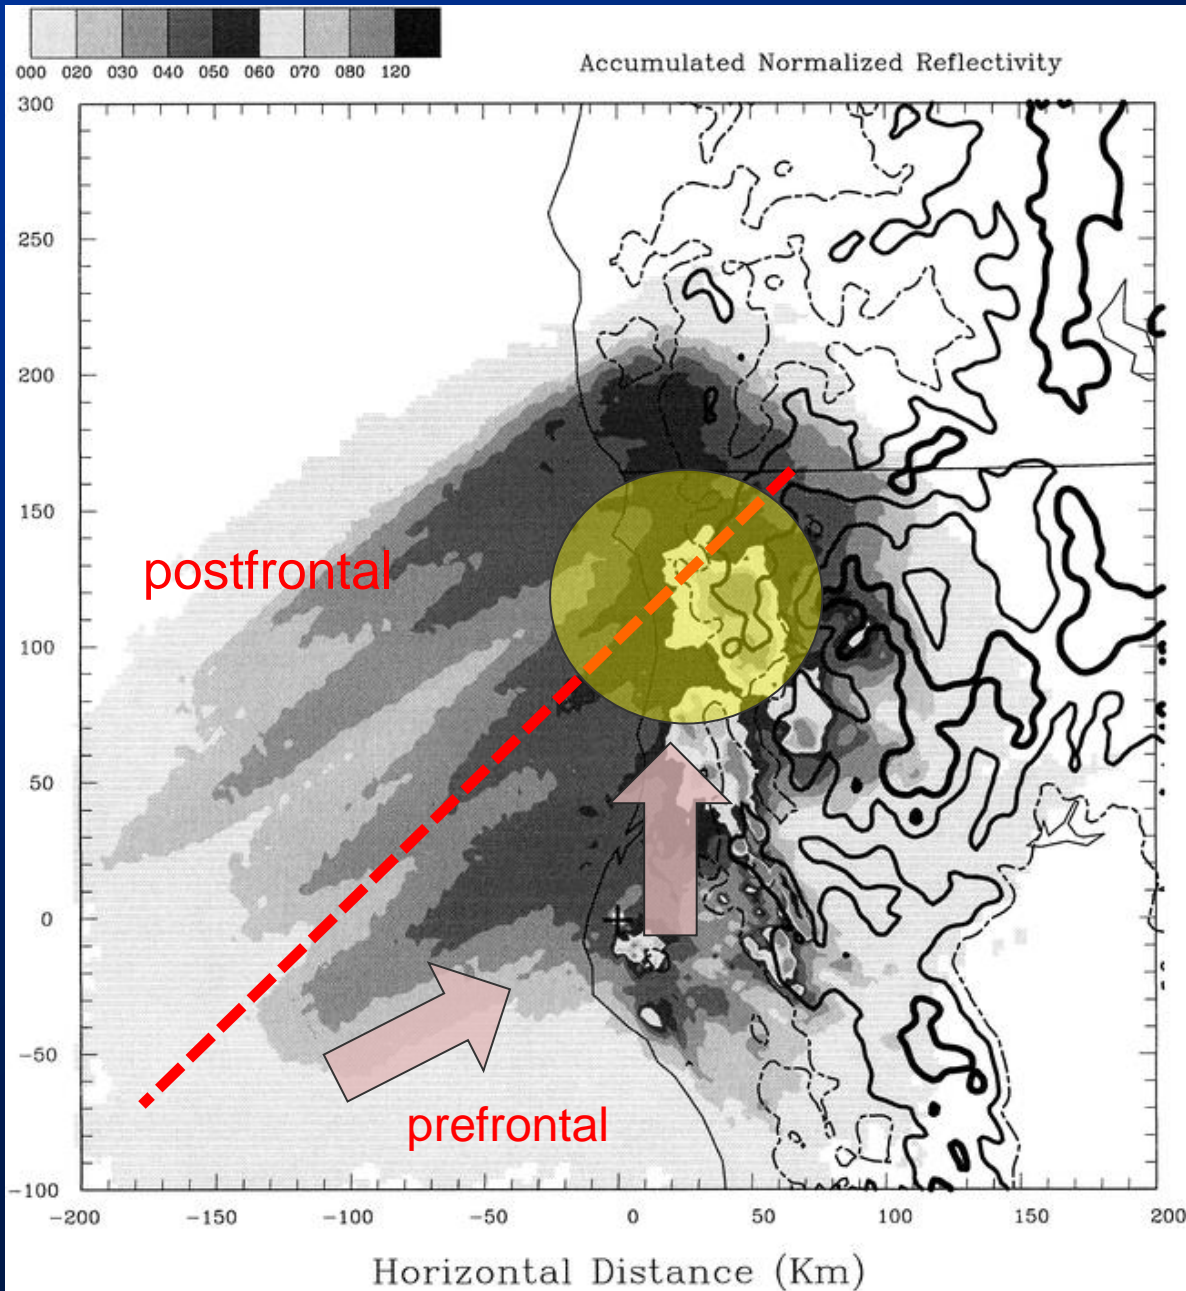 000 020 030 040 050 060 070 080 120
Accumulated Normalized Reflectivity
300
250
200
150
postfrontal
100
50
0
−50
prefrontal
−100
−200 −150 −100 −50 0 50 100 150 200
Horizontal Distance (Km)